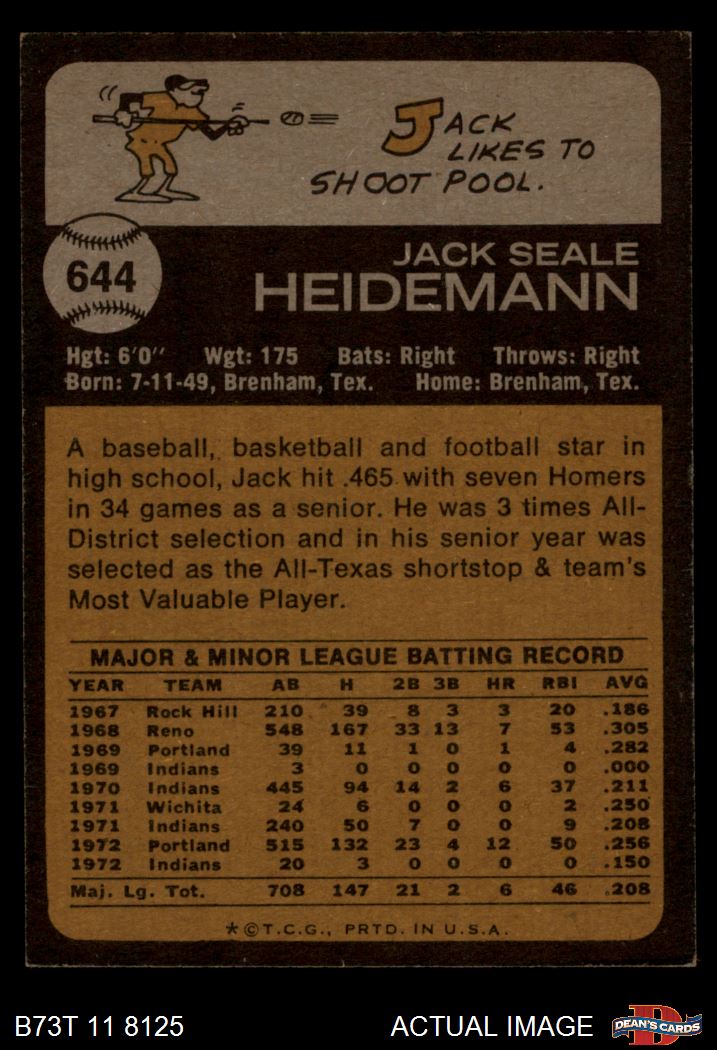 JACK
LIKES TO
SHOOT POOL.
644
JACK SEALE
HEIDEMANN
Hgt: 6'0" Wgt: 175 Bats: Right Throws: Right
Born: 7-11-49, Brenham, Tex. Home: Brenham, Tex.
A baseball, basketball and football star in
high school, Jack hit .465 with seven Homers
in 34 games as a senior. He was 3 times All-
District selection and in his senior year was
selected as the All-Texas shortstop & team's
Most Valuable Player.
MAJOR & MINOR LEAGUE BATTING RECORD
YEAR TEAM AB H 2B 3B HR RBI AVG
1967 Rock Hill 210 39 8 3 3 20 .186
1968 Reno 548 167 33 13 7 53 .305
1969 Portland 39 11 1 0 1 4 .282
1969 Indians 3 0 0 0 0 0 .000
1970 Indians 445 94 14 2 6 37 .211
1971 Wichita 24 6 0 0 0 2 .250
1971 Indians 240 50 7 0 0 9 .208
1972 Portland 515 132 23 4 12 50 .256
1972 Indians 20 3 0 0 0 0 .150
Maj. Lg. Tot. 708 147 21 2 6 46 .208
*©T.C.G., PRTD. IN U.S.A.
B73T 11 8125 ACTUAL IMAGE DEAN'S CARDS